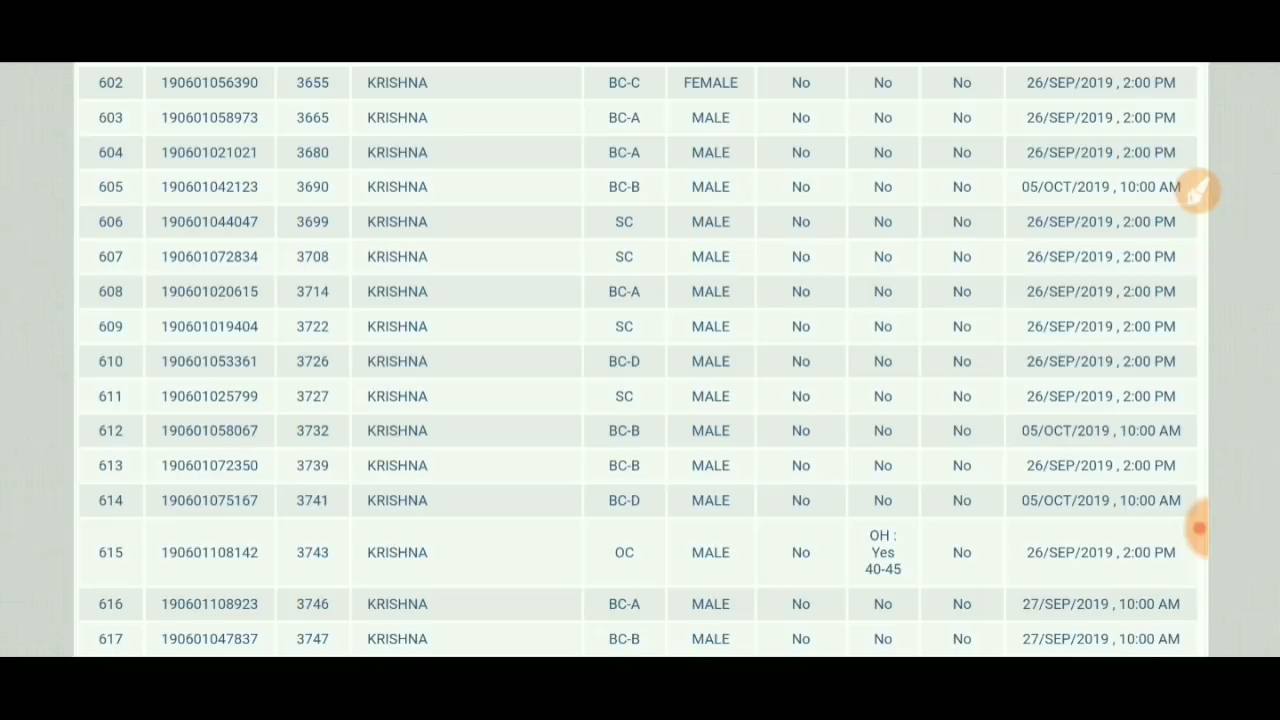 602 190601056390 3655 KRISHNA BC-C FEMALE No No No 26/SEP/2019 , 2:00 PM
603 190601058973 3665 KRISHNA BC-A MALE No No No 26/SEP/2019 , 2:00 PM
604 190601021021 3680 KRISHNA BC-A MALE No No No 26/SEP/2019 , 2:00 PM
605 190601042123 3690 KRISHNA BC-B MALE No No No 05/OCT/2019 , 10:00 AM
606 190601044047 3699 KRISHNA SC MALE No No No 26/SEP/2019 , 2:00 PM
607 190601072834 3708 KRISHNA SC MALE No No No 26/SEP/2019 , 2:00 PM
608 190601020615 3714 KRISHNA BC-A MALE No No No 26/SEP/2019 , 2:00 PM
609 190601019404 3722 KRISHNA SC MALE No No No 26/SEP/2019 , 2:00 PM
610 190601053361 3726 KRISHNA BC-D MALE No No No 26/SEP/2019 , 2:00 PM
611 190601025799 3727 KRISHNA SC MALE No No No 26/SEP/2019 , 2:00 PM
612 190601058067 3732 KRISHNA BC-B MALE No No No 05/OCT/2019 , 10:00 AM
613 190601072350 3739 KRISHNA BC-B MALE No No No 26/SEP/2019 , 2:00 PM
614 190601075167 3741 KRISHNA BC-D MALE No No No 05/OCT/2019 , 10:00 AM
615 190601108142 3743 KRISHNA OC MALE No OH : Yes 40-45 No 26/SEP/2019 , 2:00 PM
616 190601108923 3746 KRISHNA BC-A MALE No No No 27/SEP/2019 , 10:00 AM
617 190601047837 3747 KRISHNA BC-B MALE No No No 27/SEP/2019 , 10:00 AM